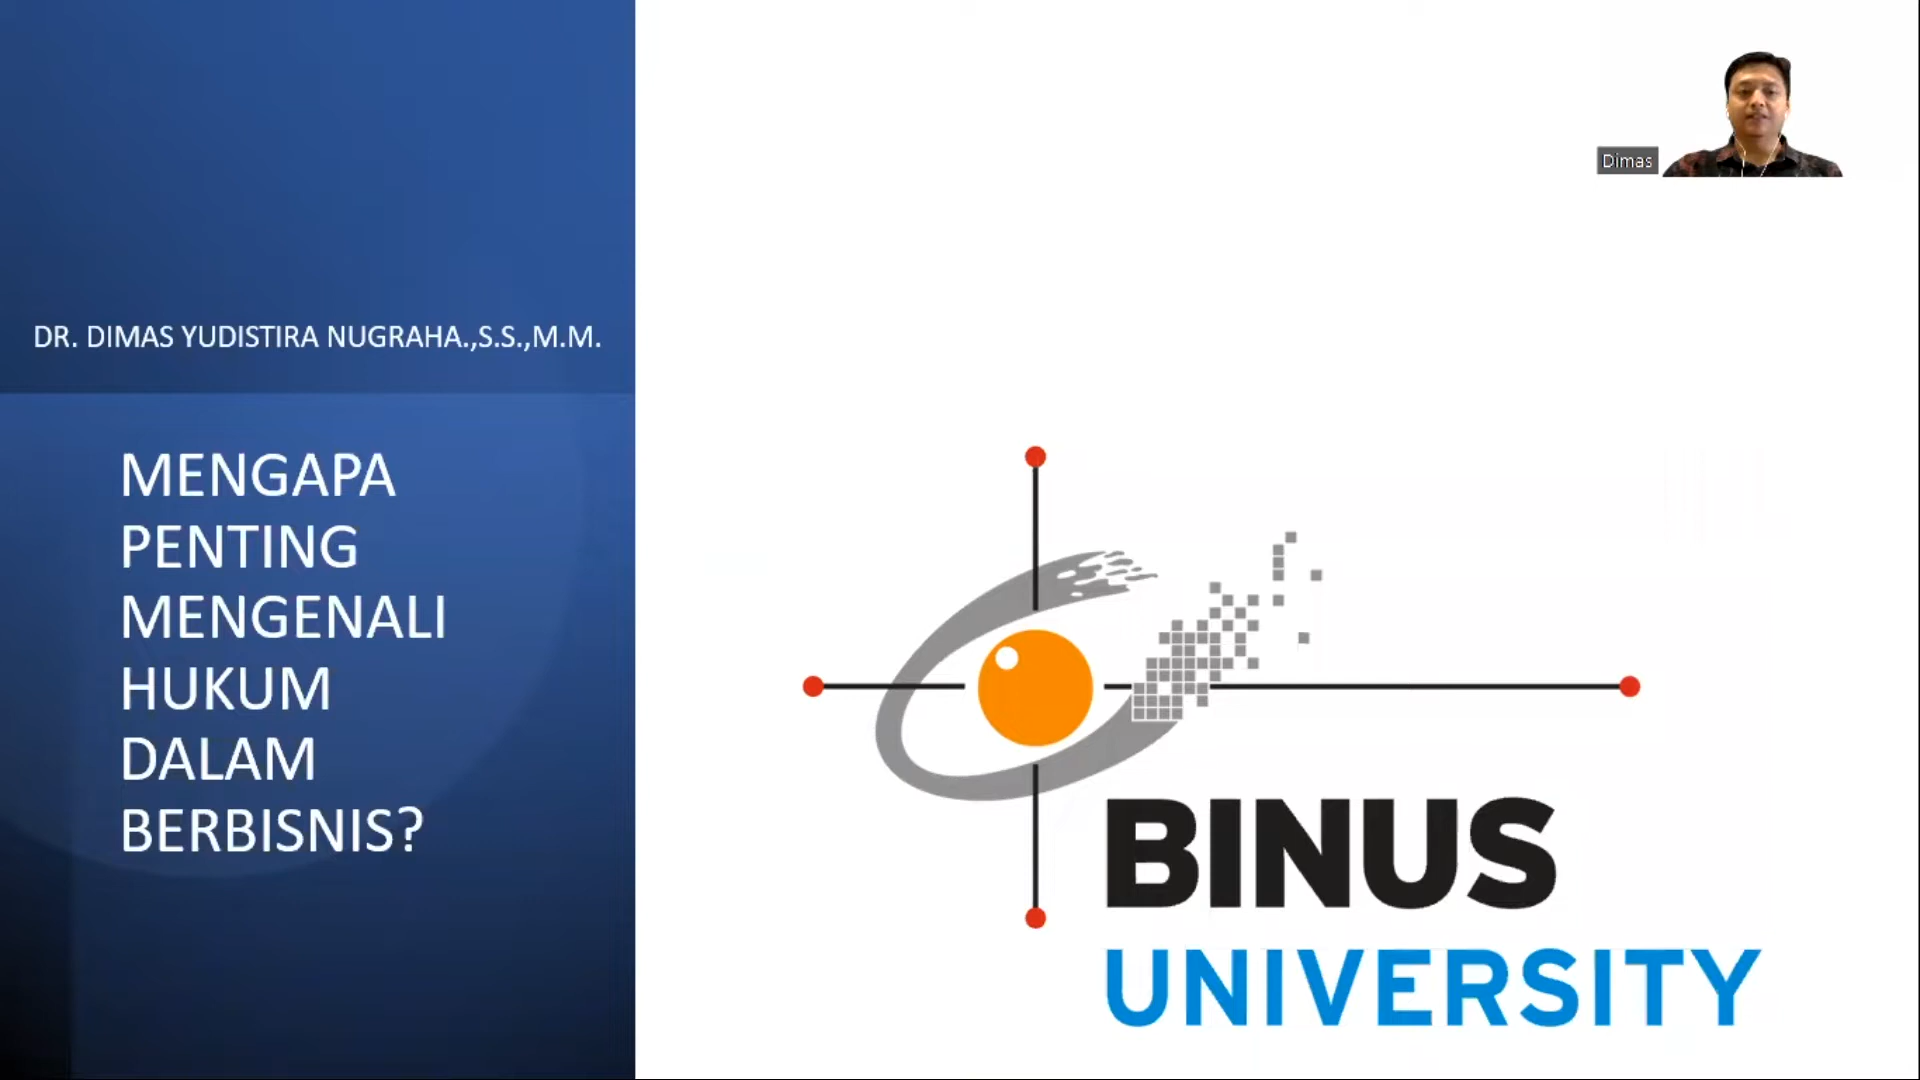 DR. DIMAS YUDISTIRA NUGRAHA.,S.S.,M.M.
MENGAPA
PENTING
MENGENALI
HUKUM
DALAM
BERBISNIS?
Dimas
BINUS
UNIVERSITY